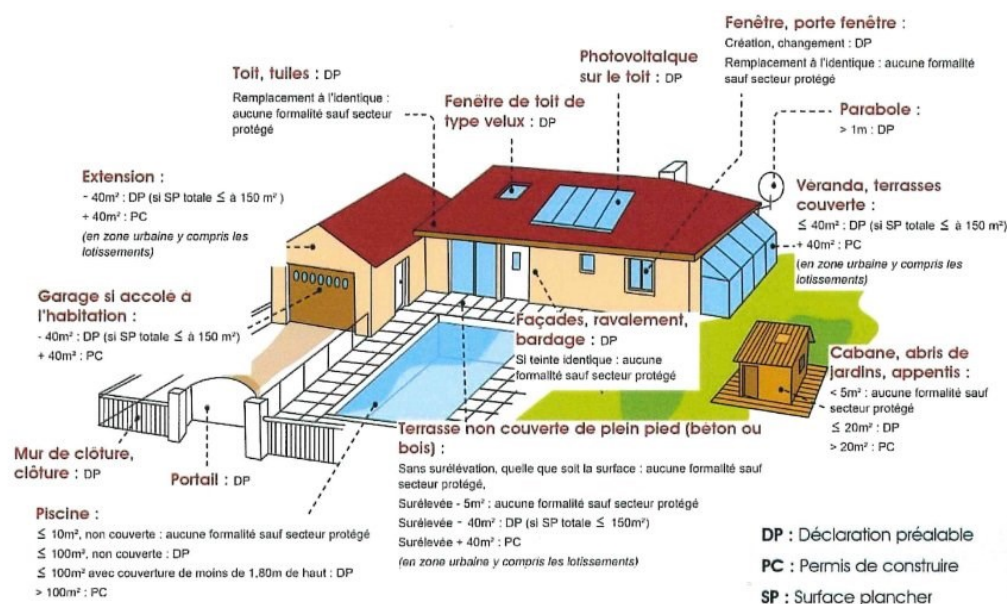 Fenêtre, porte fenêtre :
Création, changement : DP
Remplacement à l'identique : aucune formalité
sauf secteur protégé
Photovoltaïque
sur le toit : DP
Toit, tuiles : DP
Remplacement à l'identique :
aucune formalité sauf secteur
protégé
Fenêtre de toit de
type velux : DP
Parabole :
> 1m : DP
Extension :
- 40m² : DP (si SP totale ≤ à 150 m² )
+ 40m² : PC
(en zone urbaine y compris les
lotissements)
Véranda, terrasses
couverte :
≤ 40m² : DP (si SP totale ≤ à 150 m²)
+ 40m² : PC
(en zone urbaine y compris les
lotissements)
Garage si accolé à
l'habitation :
- 40m² : DP (si SP totale ≤ à 150 m²)
+ 40m² : PC
Façades, ravalement,
bardage : DP
Si teinte identique : aucune
formalité sauf secteur protégé
Cabane, abris de
jardins, appentis :
< 5m² : aucune formalité sauf
secteur protégé
≤ 20m² : DP
> 20m² : PC
Mur de clôture,
clôture : DP
Portail : DP
Terrasse non couverte de plein pied (béton ou
bois) :
Sans surélévation, quelle que soit la surface : aucune formalité sauf
secteur protégé,
Surélevée - 5m² : aucune formalité sauf secteur protégé
Surélevée - 40m² : DP (si SP totale ≤ 150m²)
Surélevée + 40m² : PC
(en zone urbaine y compris les lotissements)
Piscine :
≤ 10m², non couverte : aucune formalité sauf secteur protégé
≤ 100m², non couverte : DP
≤ 100m² avec couverture de moins de 1,80m de haut : DP
> 100m² : PC
DP : Déclaration préalable
PC : Permis de construire
SP : Surface plancher